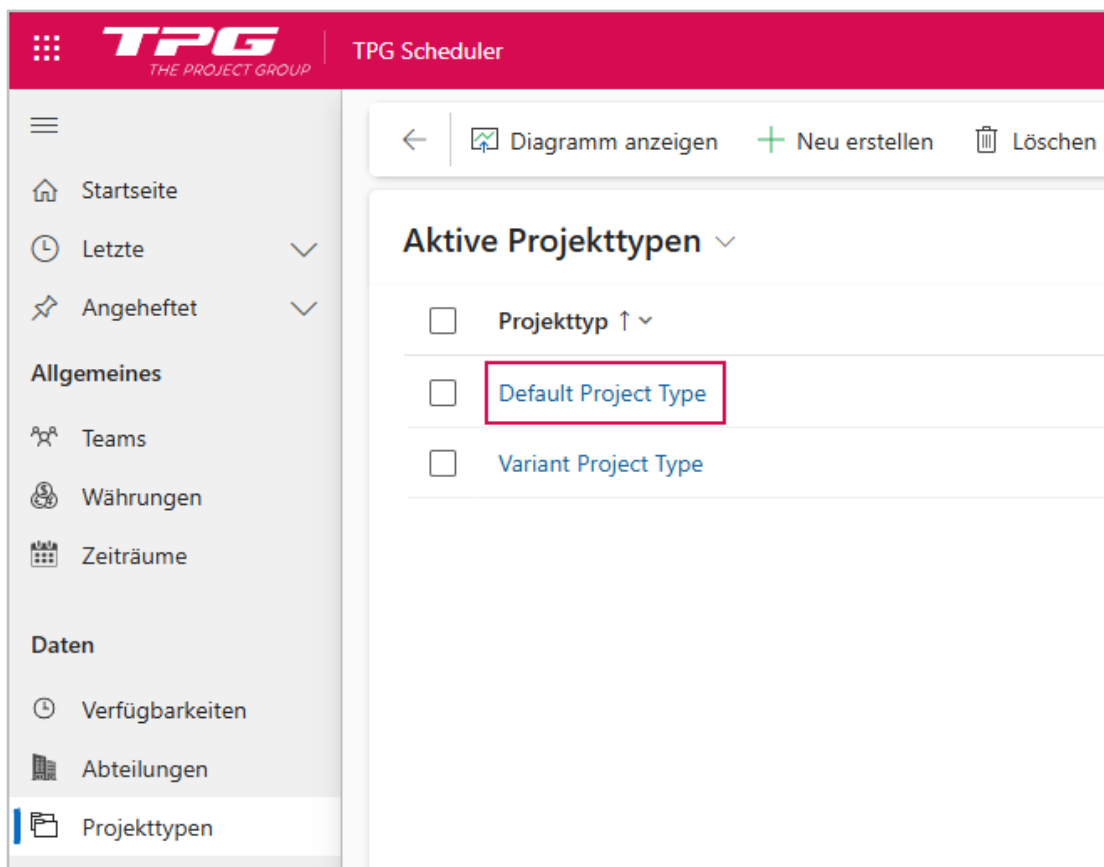 TPG
THE PROJECT GROUP
TPG Scheduler
Diagramm anzeigen
Neu erstellen
Löschen
Startseite
Letzte
Angeheftet
Allgemeines
Teams
Währungen
Zeiträume
Daten
Verfügbarkeiten
Abteilungen
Projekttypen
Aktive Projekttypen
Projekttyp
Default Project Type
Variant Project Type